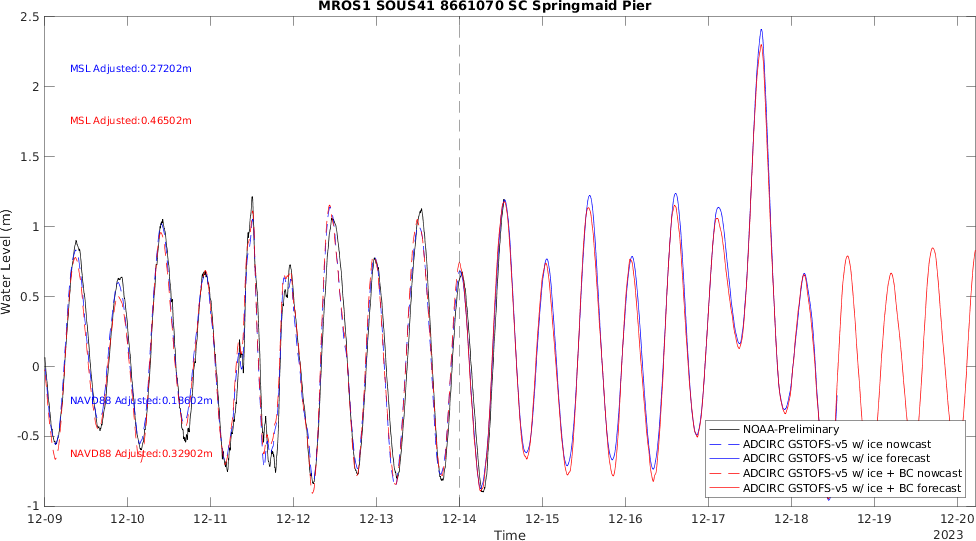 MROS1 SOUS41 8661070 SC Springmaid Pier
2.5
2
1.5
1
0.5
0
-0.5
-1
Water Level (m)
MSL Adjusted:0.27202m
MSL Adjusted:0.46502m
NAVD88 Adjusted:0.18602m
NAVD88 Adjusted:0.32902m
NOAA-Preliminary
ADCIRC GSTOFS-v5 w/ ice nowcast
ADCIRC GSTOFS-v5 w/ ice forecast
ADCIRC GSTOFS-v5 w/ ice + BC nowcast
ADCIRC GSTOFS-v5 w/ ice + BC forecast
12-09 12-10 12-11 12-12 12-13 12-14 12-15 12-16 12-17 12-18 12-19 12-20
Time
2023